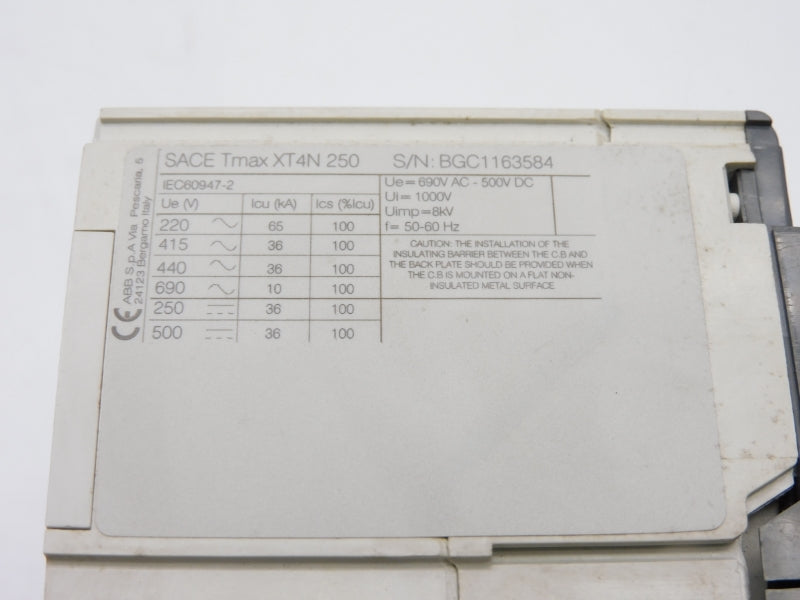 SACE Tmax XT4N 250 S/N: BGC1163584
IEC60947-2
Ue (V) Icu (kA) Ics (%Icu)
220 65 100
415 36 100
440 36 100
690 10 100
250 36 100
500 36 100
Ue= 690V AC - 500V DC
Ui= 1000V
Uimp=8kV
f= 50-60 Hz
CAUTION: THE INSTALLATION OF THE
INSULATING BARRIER BETWEEN THE C.B AND
THE BACK PLATE SHOULD BE PROVIDED WHEN
THE C.B IS MOUNTED ON A FLAT NON-
INSULATED METAL SURFACE
CE
ABB S.p.A Via Pescaria, 5
24123 Bergamo Italy